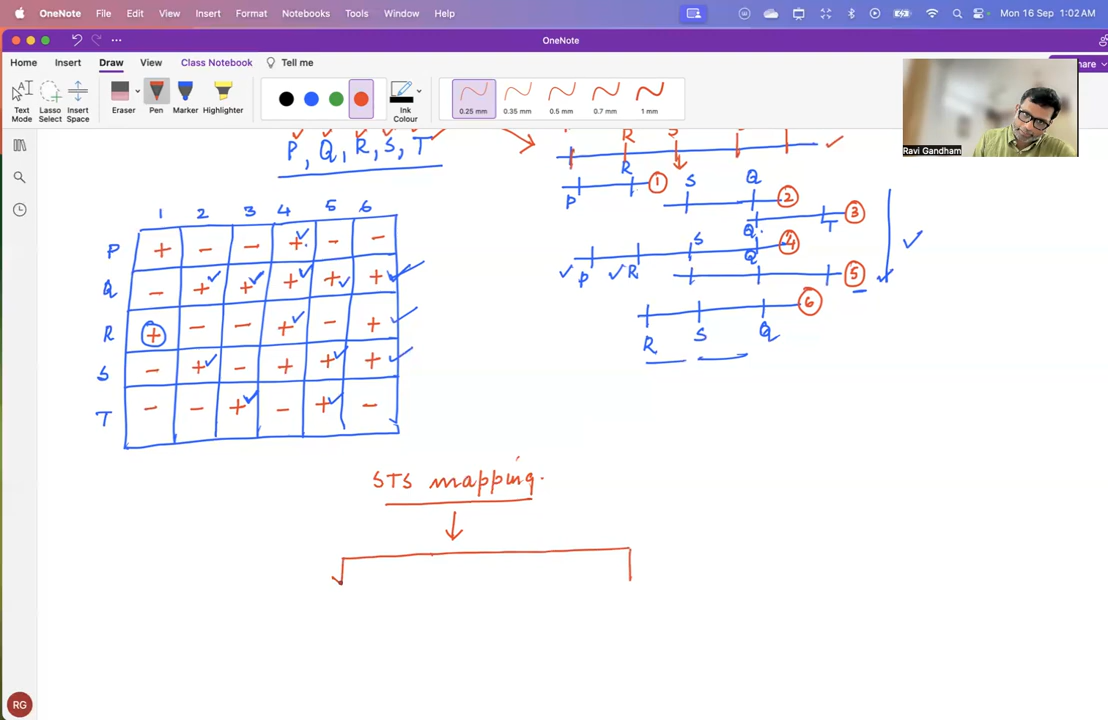 OneNote File Edit View Insert Format Notebooks Tools Window Help Mon 16 Sep 1:02 AM
OneNote
Home Insert Draw View Class Notebook Tell me
Text Mode Lasso Select Insert Space Eraser Pen Marker Highlighter Ink Colour 0.25 mm 0.35 mm 0.5 mm 0.7 mm 1 mm
Ravi Gandham
P, Q, R, S, T
R S
P R 1
S Q 2
Q T 3
P R S Q 4
Q 5
R S Q 6
1 2 3 4 5 6
P + - - + - -
Q - + + + + +
R + - - + - +
S - + - + + +
T - - + - + -
STS mapping.
RG